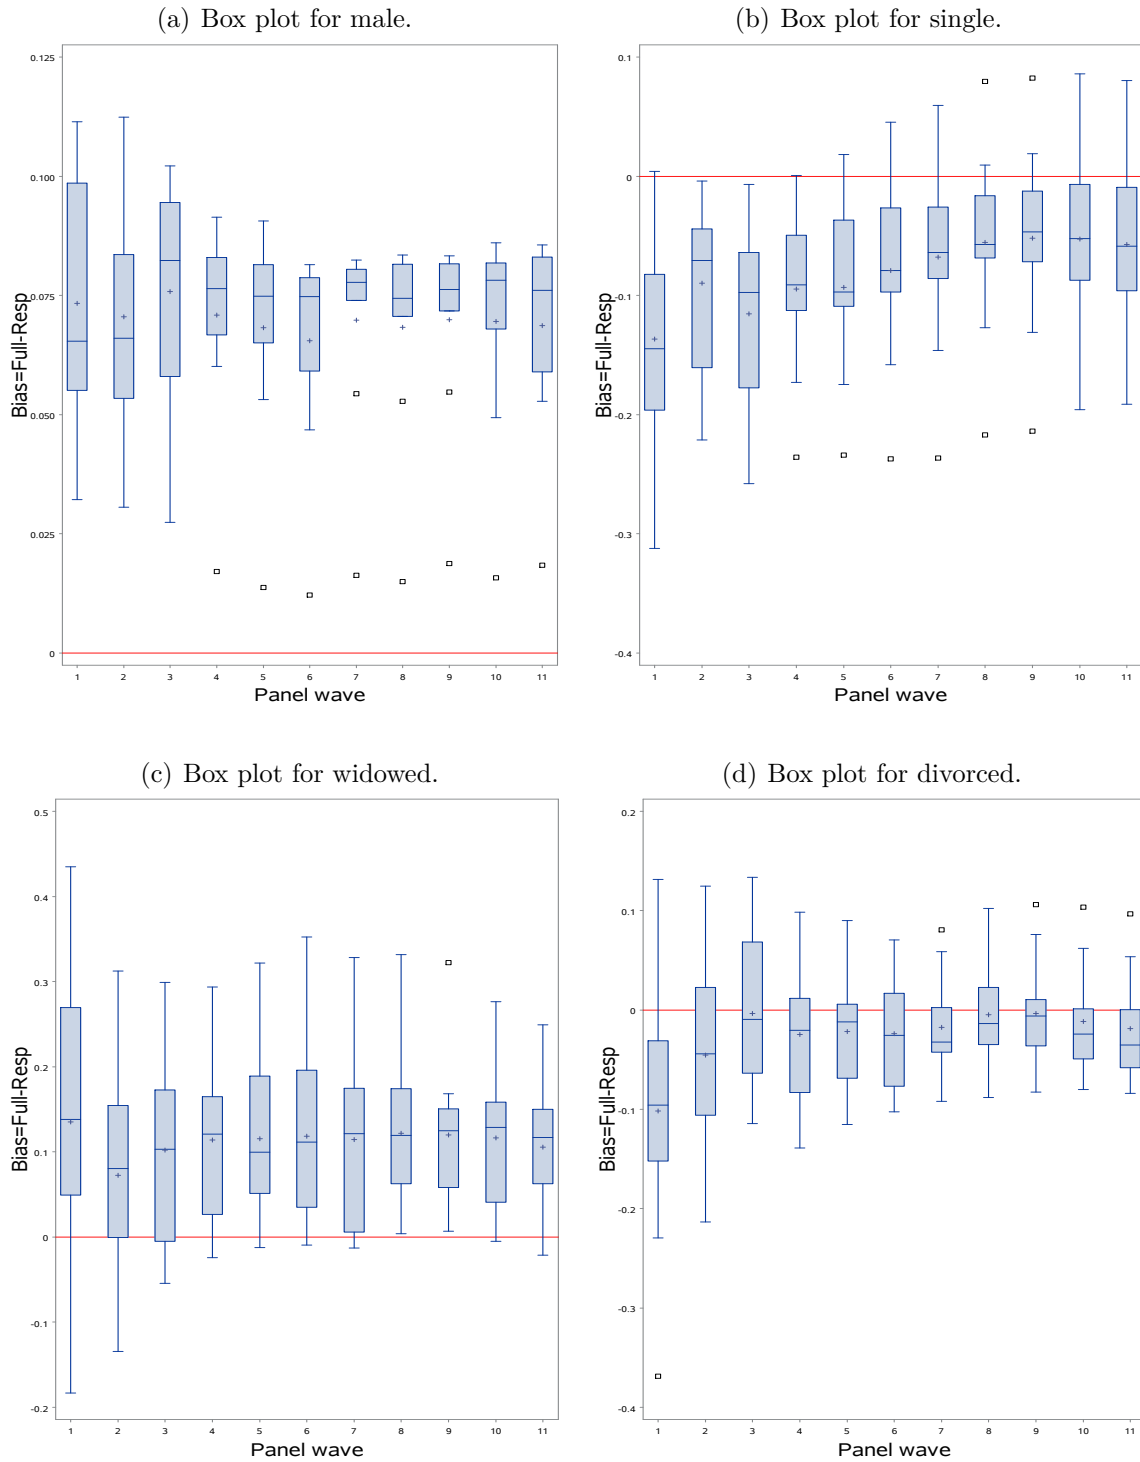 (a) Box plot for male.
(b) Box plot for single.
0.125
0.100
0.075
0.050
0.025
0
Bias=Full-Resp
1 2 3 4 5 6 7 8 9 10 11
Panel wave
0.1
0
-0.1
-0.2
-0.3
-0.4
Bias=Full-Resp
1 2 3 4 5 6 7 8 9 10 11
Panel wave
(c) Box plot for widowed.
(d) Box plot for divorced.
0.5
0.4
0.3
0.2
0.1
0
-0.1
-0.2
Bias=Full-Resp
1 2 3 4 5 6 7 8 9 10 11
Panel wave
0.2
0.1
0
-0.1
-0.2
-0.3
-0.4
Bias=Full-Resp
1 2 3 4 5 6 7 8 9 10 11
Panel wave